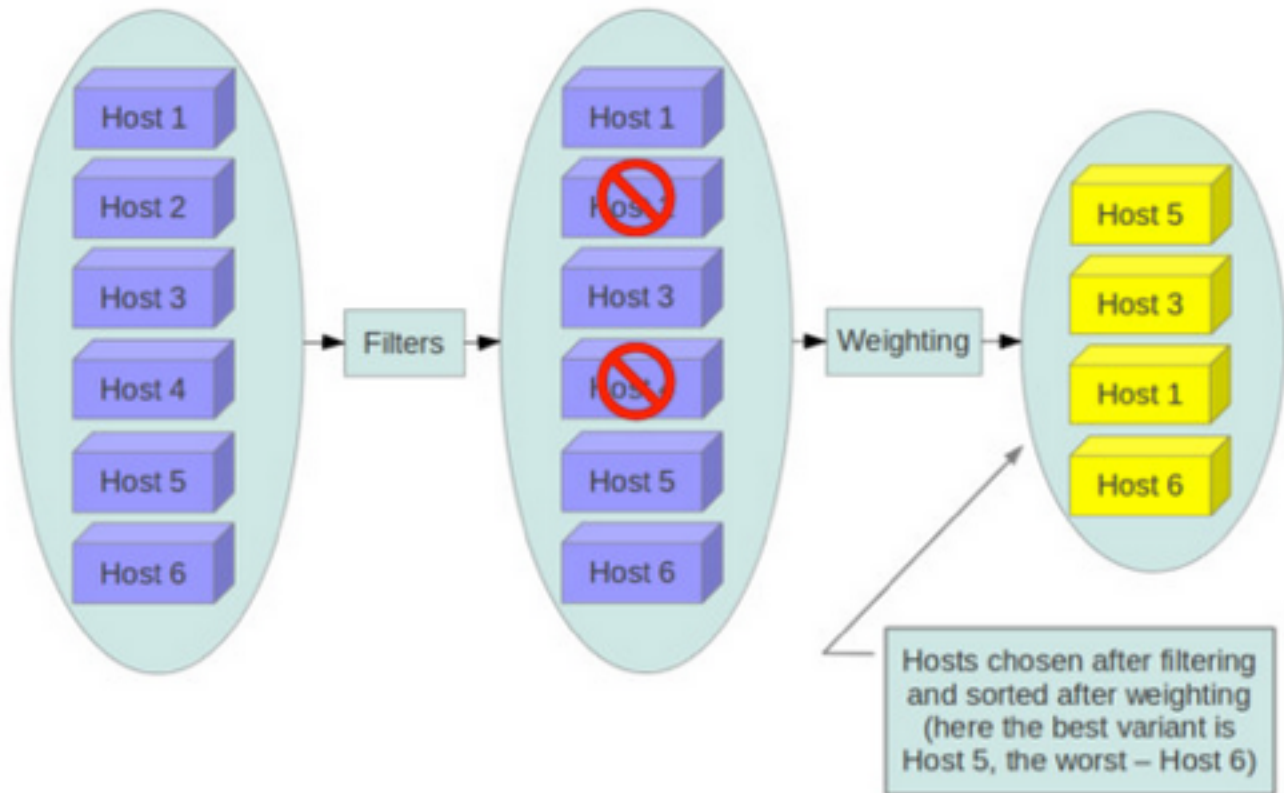 Host 1
Host 2
Host 3
Host 4
Host 5
Host 6
Filters
Host 1
Host
Host 3
Host
Host 5
Host 6
Weighting
Host 5
Host 3
Host 1
Host 6
Hosts chosen after filtering
and sorted after weighting
(here the best variant is
Host 5, the worst – Host 6)